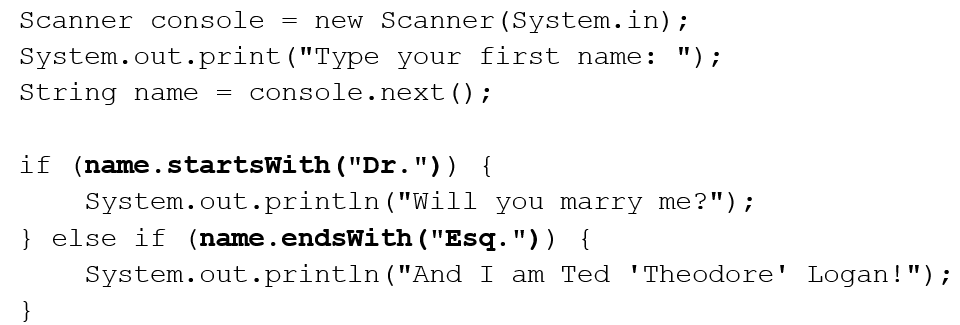 Scanner console = new Scanner(System.in);
System.out.print("Type your first name: ");
String name = console.next();

if (name.startsWith("Dr.")) {
    System.out.println("Will you marry me?");
} else if (name.endsWith("Esq.")) {
    System.out.println("And I am Ted 'Theodore' Logan!");
}